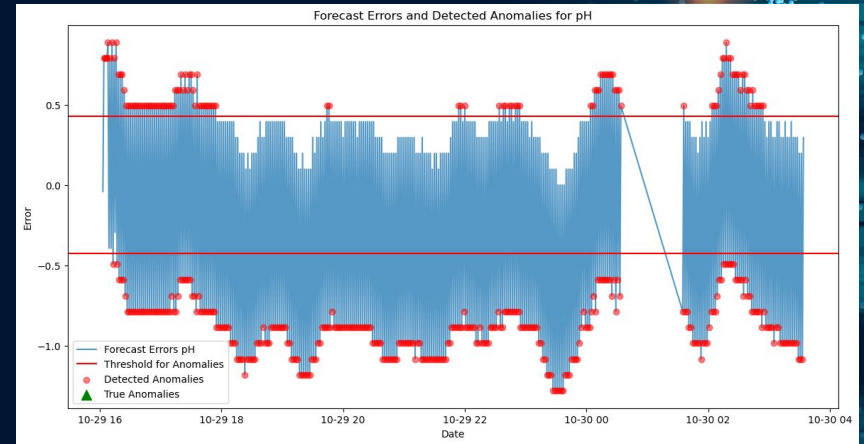 Forecast Errors and Detected Anomalies for pH
0.5
0.0
−0.5
−1.0
Error
Forecast Errors pH
Threshold for Anomalies
Detected Anomalies
True Anomalies
10-29 16
10-29 18
10-29 20
10-29 22
10-30 00
10-30 02
10-30 04
Date